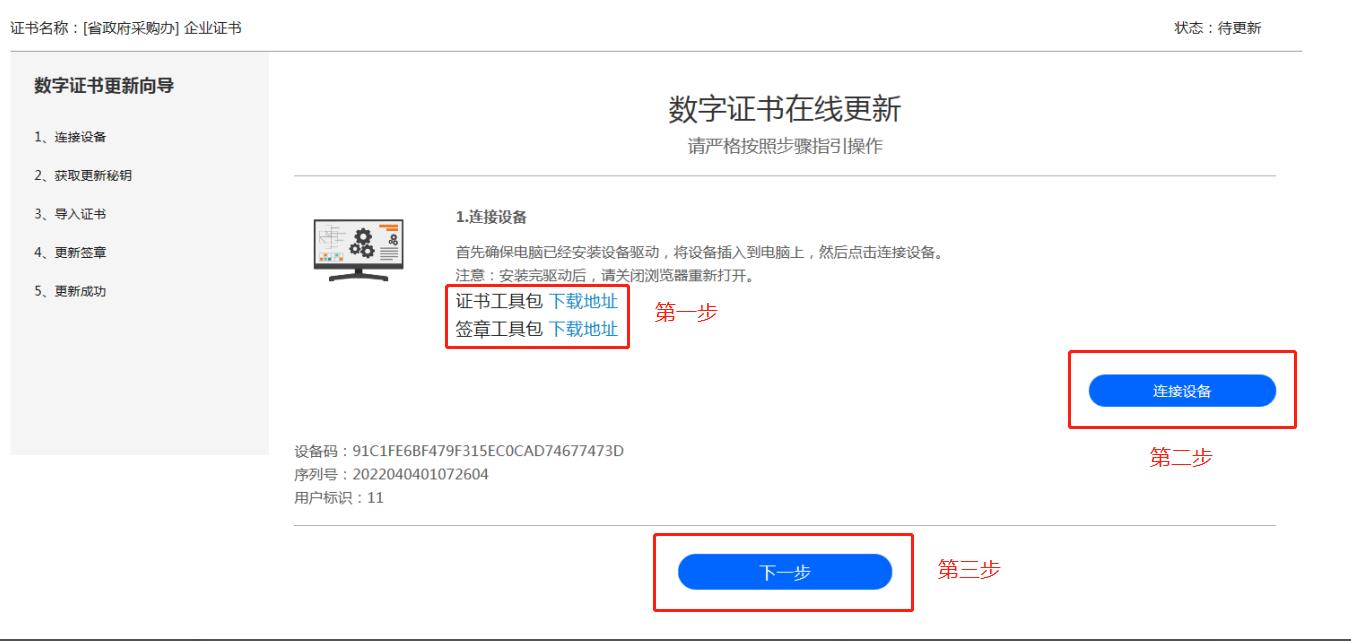 证书名称：[省政府采购办] 企业证书
状态：待更新
数字证书更新向导
1、连接设备
2、获取更新秘钥
3、导入证书
4、更新签章
5、更新成功
数字证书在线更新
请严格按照步骤指引操作
1.连接设备
首先确保电脑已经安装设备驱动，将设备插入到电脑上，然后点击连接设备。
注意：安装完驱动后，请关闭浏览器重新打开。
证书工具包 下载地址
签章工具包 下载地址
第一步
连接设备
第二步
设备码：91C1FE6BF479F315EC0CAD74677473D
序列号：2022040401072604
用户标识：11
下一步
第三步